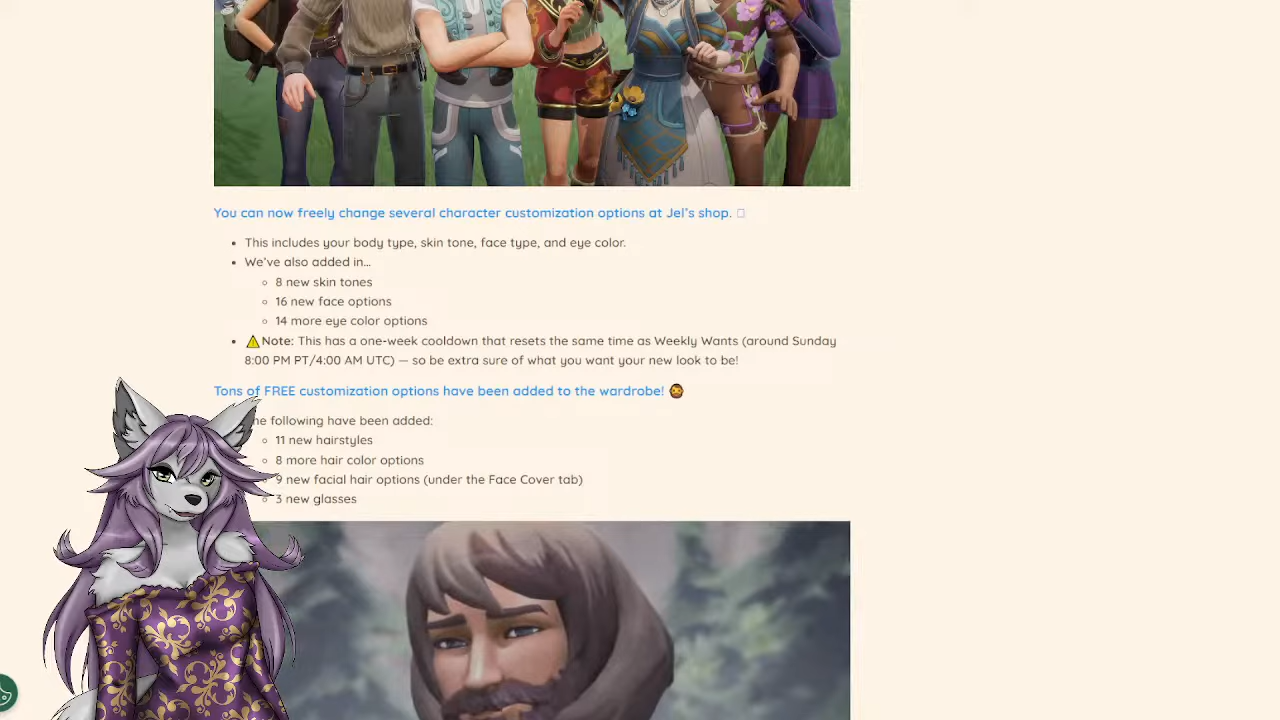 You can now freely change several character customization options at Jel's shop.
This includes your body type, skin tone, face type, and eye color.
We've also added in...
8 new skin tones
16 new face options
14 more eye color options
⚠️Note: This has a one-week cooldown that resets the same time as Weekly Wants (around Sunday
8:00 PM PT/4:00 AM UTC) — so be extra sure of what you want your new look to be!
Tons of FREE customization options have been added to the wardrobe! 🧔
he following have been added:
11 new hairstyles
8 more hair color options
9 new facial hair options (under the Face Cover tab)
3 new glasses